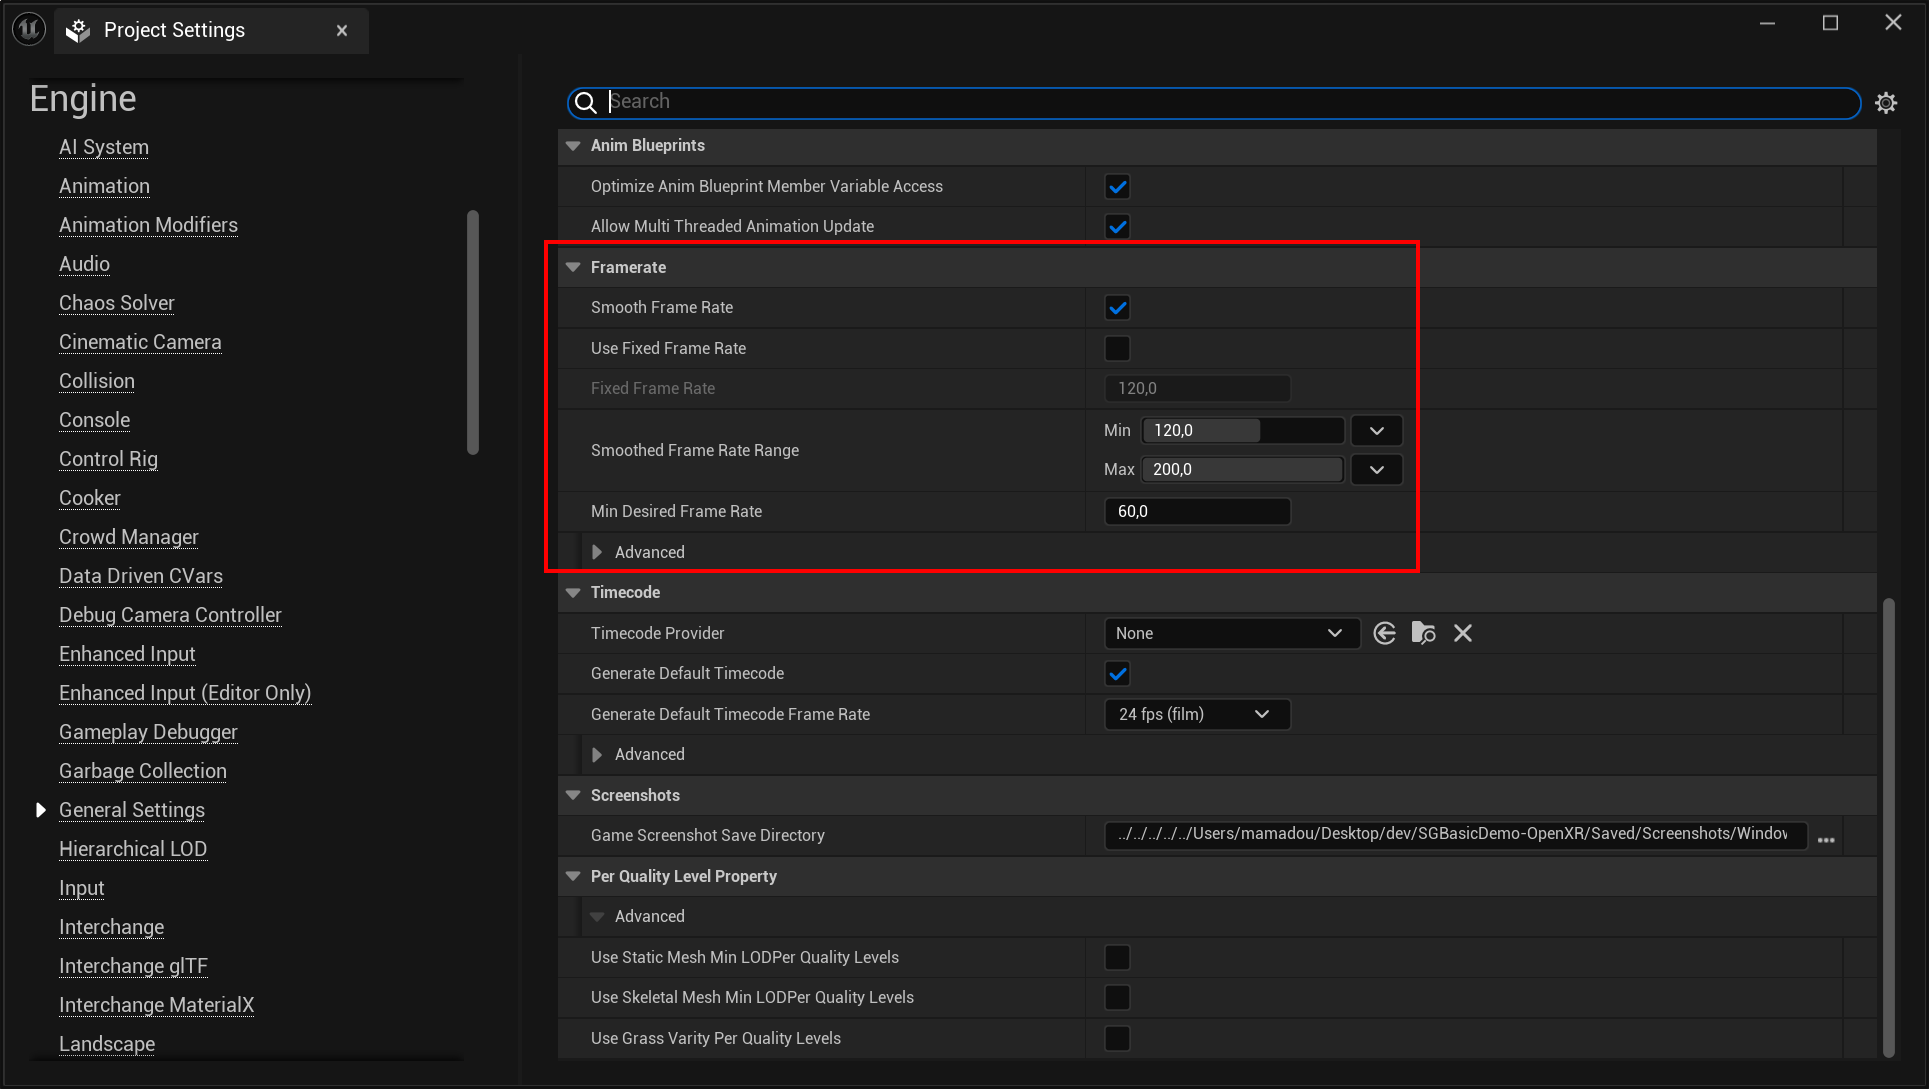 Project Settings
Engine
AI System
Animation
Animation Modifiers
Audio
Chaos Solver
Cinematic Camera
Collision
Console
Control Rig
Cooker
Crowd Manager
Data Driven CVars
Debug Camera Controller
Enhanced Input
Enhanced Input (Editor Only)
Gameplay Debugger
Garbage Collection
General Settings
Hierarchical LOD
Input
Interchange
Interchange glTF
Interchange MaterialX
Landscape
Search
Anim Blueprints
Optimize Anim Blueprint Member Variable Access
Allow Multi Threaded Animation Update
Framerate
Smooth Frame Rate
Use Fixed Frame Rate
Fixed Frame Rate 120,0
Smoothed Frame Rate Range
Min 120,0
Max 200,0
Min Desired Frame Rate 60,0
Advanced
Timecode
Timecode Provider None
Generate Default Timecode
Generate Default Timecode Frame Rate 24 fps (film)
Advanced
Screenshots
Game Screenshot Save Directory ../../../../../Users/mamadou/Desktop/dev/SGBasicDemo-OpenXR/Saved/Screenshots/Window
Per Quality Level Property
Advanced
Use Static Mesh Min LODPer Quality Levels
Use Skeletal Mesh Min LODPer Quality Levels
Use Grass Varity Per Quality Levels